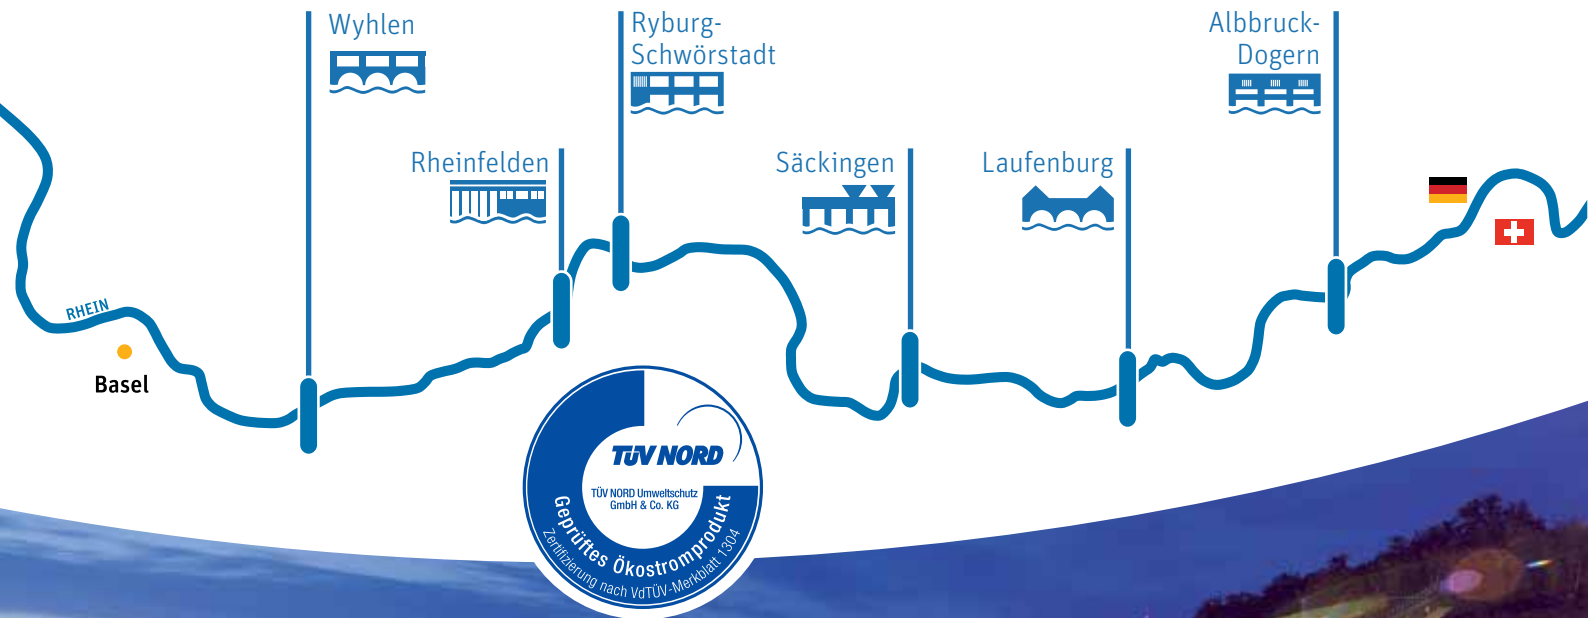 Wyhlen
Ryburg-
Schwörstadt
Albbruck-
Dogern
Rheinfelden
Säckingen
Laufenburg
RHEIN
Basel
TÜV NORD
TÜV NORD Umweltschutz
GmbH & Co. KG
Geprüftes Ökostromprodukt
Zertifizierung nach VdTÜV-Merkblatt 1304